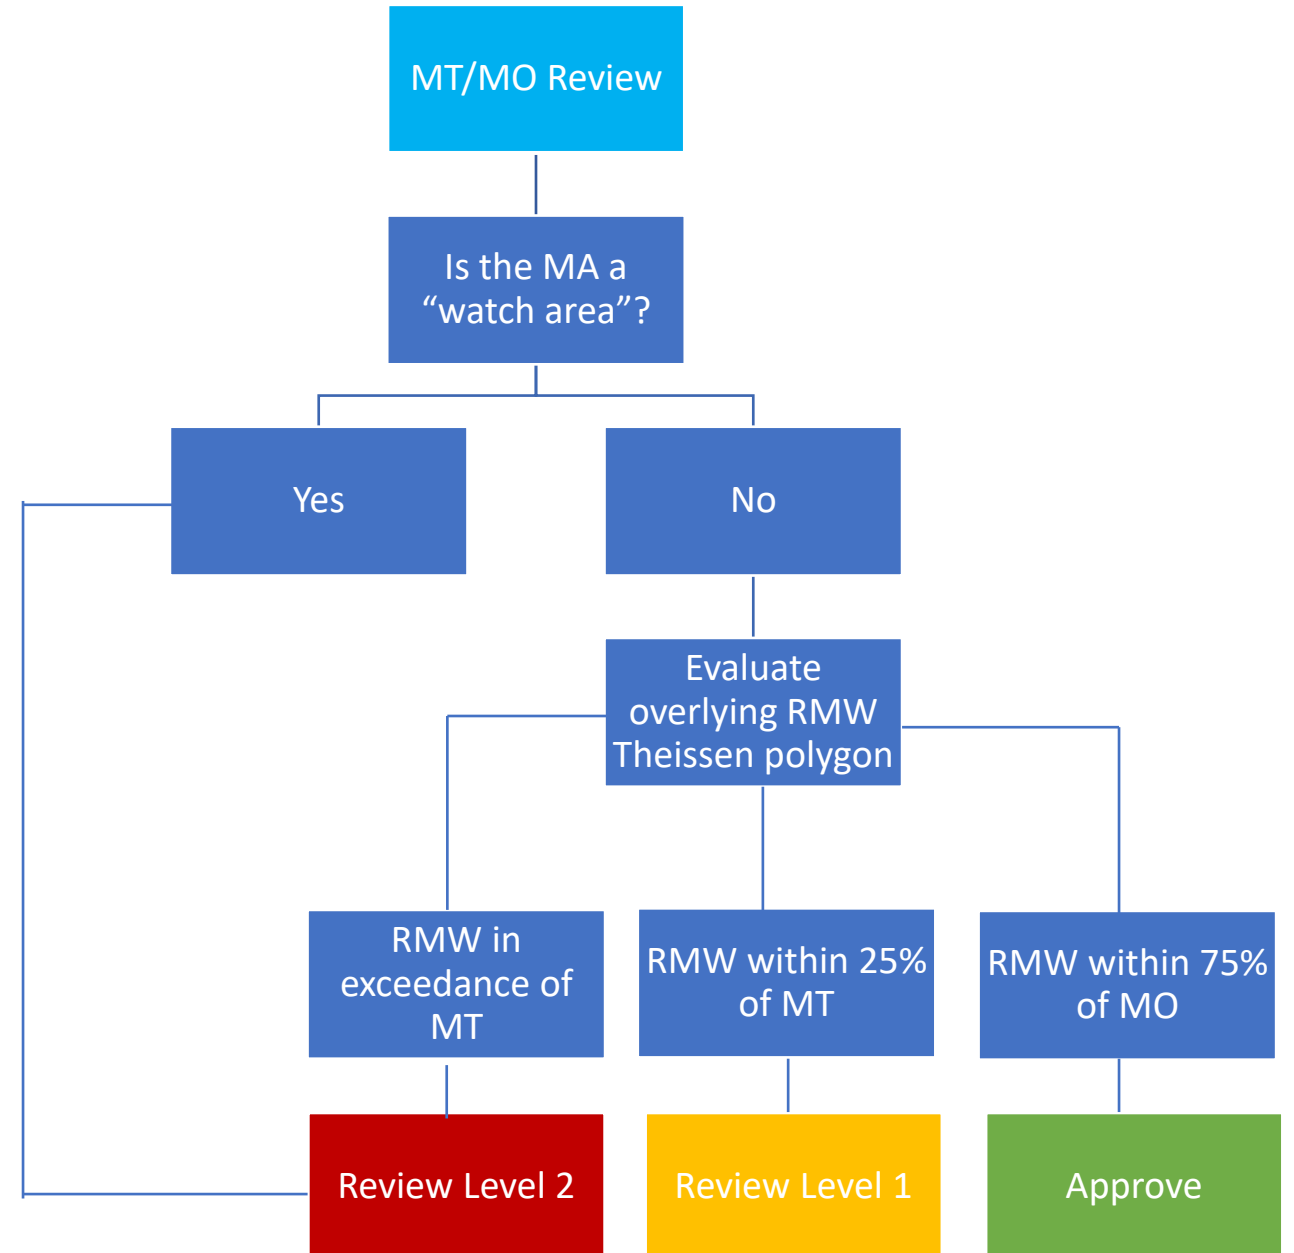 MT/MO Review
Is the MA a
“watch area”?
Yes
No
Evaluate
overlying RMW
Theissen polygon
RMW in
exceedance of
MT
RMW within 25%
of MT
RMW within 75%
of MO
Review Level 2
Review Level 1
Approve